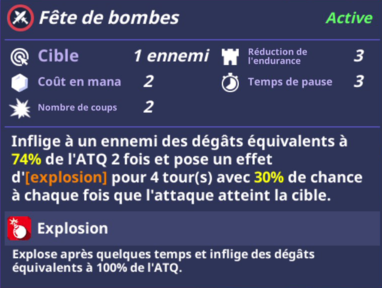 Fête de bombes
Active
Cible 1 ennemi
Réduction de l'endurance 3
Coût en mana 2
Temps de pause 3
Nombre de coups 2
Inflige à un ennemi des dégâts équivalents à
74% de l'ATQ 2 fois et pose un effet
d'[explosion] pour 4 tour(s) avec 30% de chance
à chaque fois que l'attaque atteint la cible.
Explosion
Explose après quelques temps et inflige des dégâts
équivalents à 100% de l'ATQ.